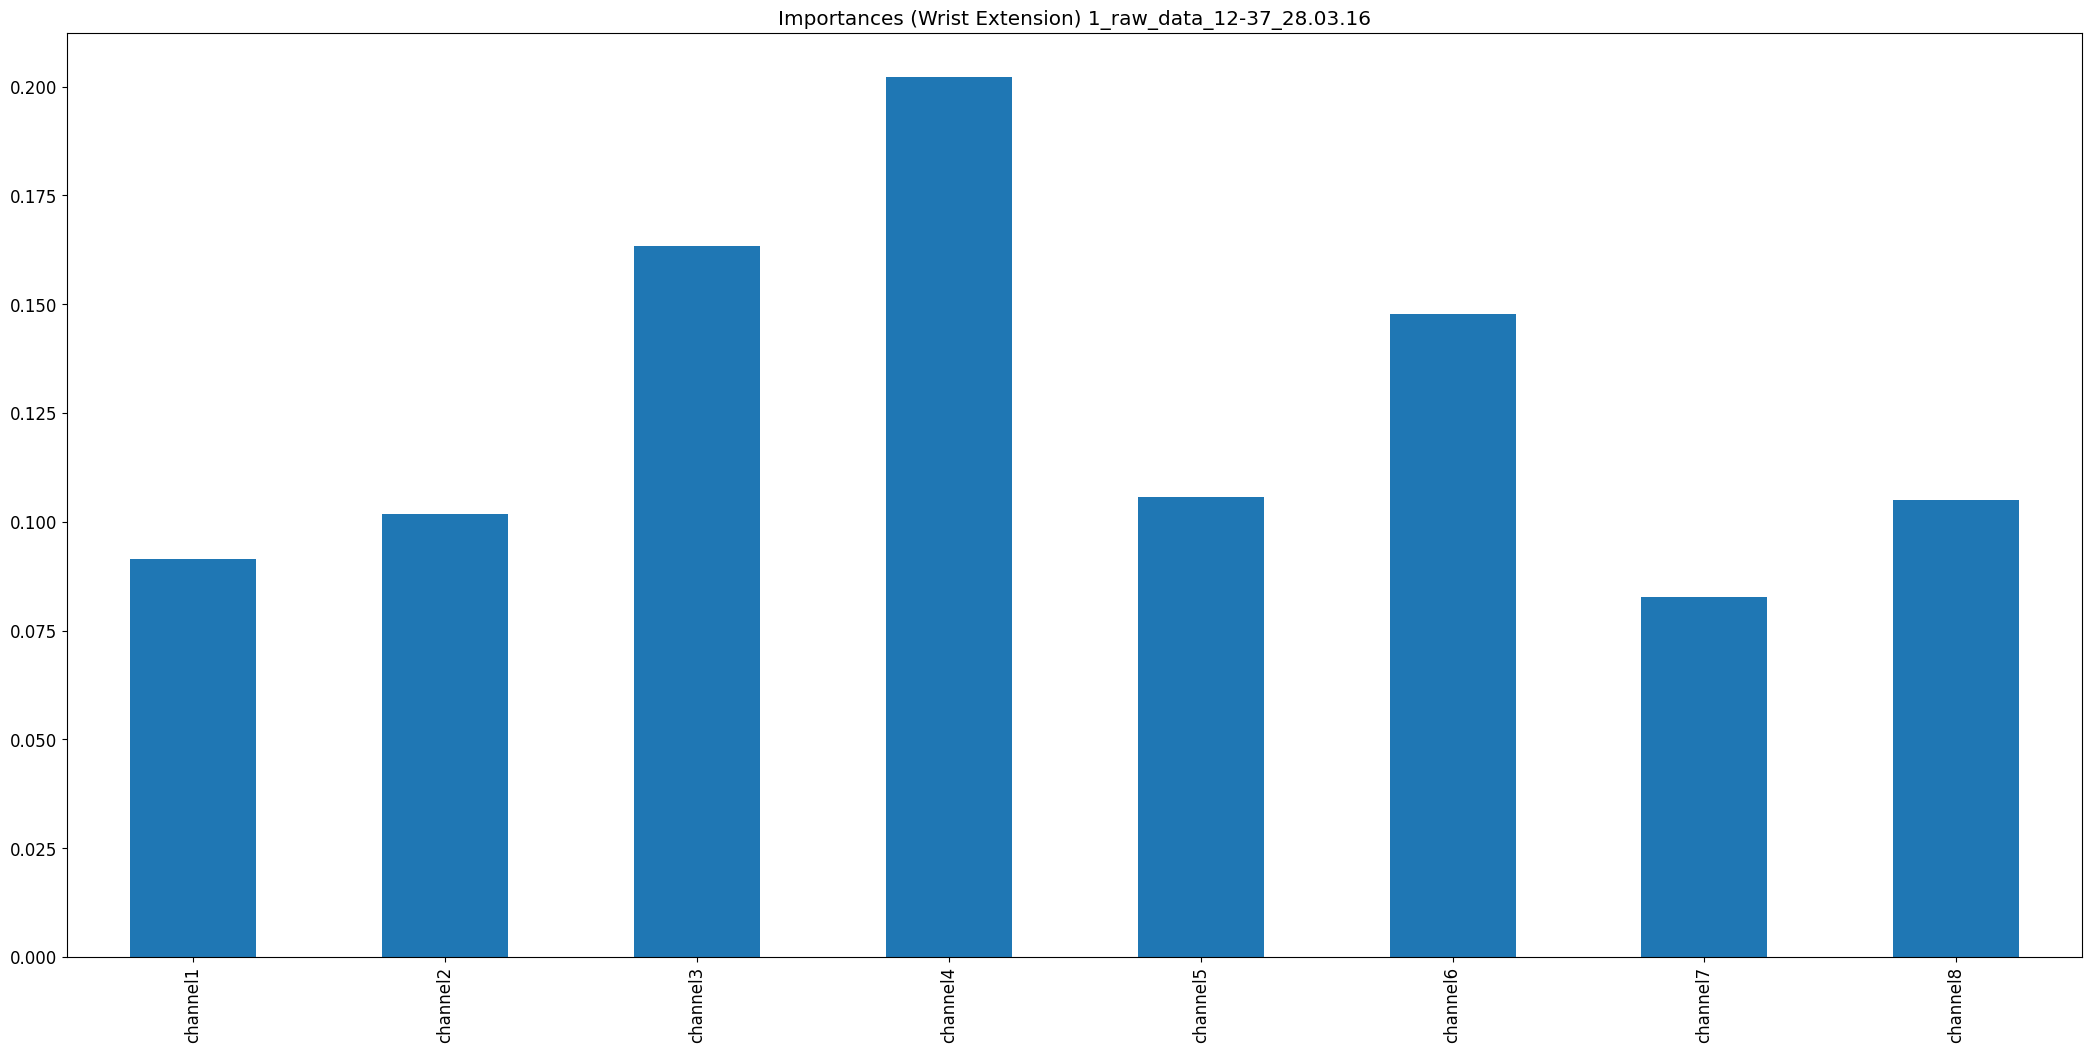 Importances (Wrist Extension) 1_raw_data_12-37_28.03.16
0.200
0.175
0.150
0.125
0.100
0.075
0.050
0.025
0.000
channel1
channel2
channel3
channel4
channel5
channel6
channel7
channel8